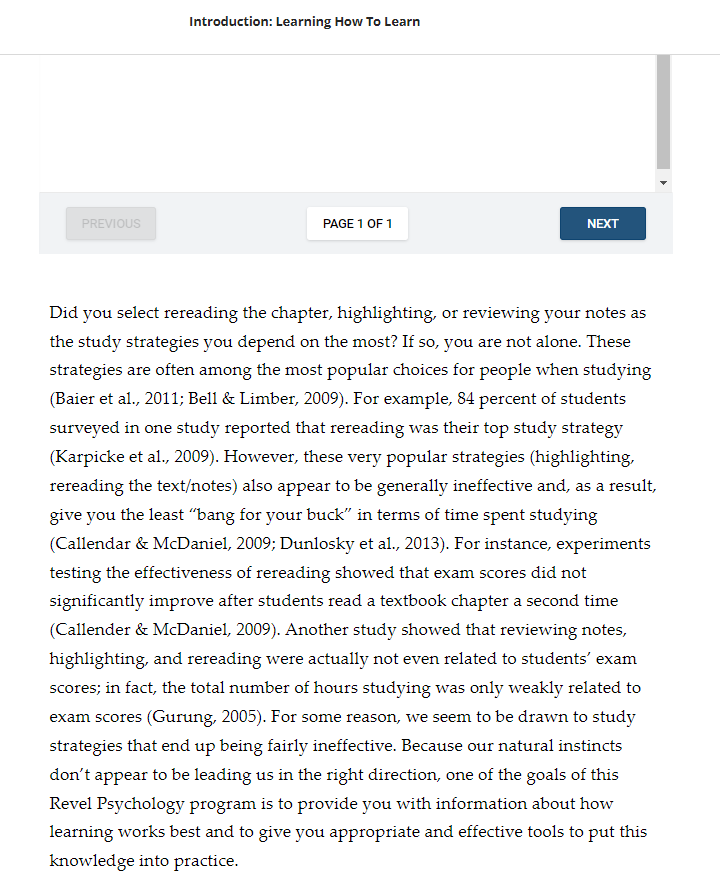 Introduction: Learning How To Learn
PREVIOUS
PAGE 1 OF 1
NEXT
Did you select rereading the chapter, highlighting, or reviewing your notes as
the study strategies you depend on the most? If so, you are not alone. These
strategies are often among the most popular choices for people when studying
(Baier et al., 2011; Bell & Limber, 2009). For example, 84 percent of students
surveyed in one study reported that rereading was their top study strategy
(Karpicke et al., 2009). However, these very popular strategies (highlighting,
rereading the text/notes) also appear to be generally ineffective and, as a result,
give you the least “bang for your buck” in terms of time spent studying
(Callendar & McDaniel, 2009; Dunlosky et al., 2013). For instance, experiments
testing the effectiveness of rereading showed that exam scores did not
significantly improve after students read a textbook chapter a second time
(Callender & McDaniel, 2009). Another study showed that reviewing notes,
highlighting, and rereading were actually not even related to students’ exam
scores; in fact, the total number of hours studying was only weakly related to
exam scores (Gurung, 2005). For some reason, we seem to be drawn to study
strategies that end up being fairly ineffective. Because our natural instincts
don’t appear to be leading us in the right direction, one of the goals of this
Revel Psychology program is to provide you with information about how
learning works best and to give you appropriate and effective tools to put this
knowledge into practice.